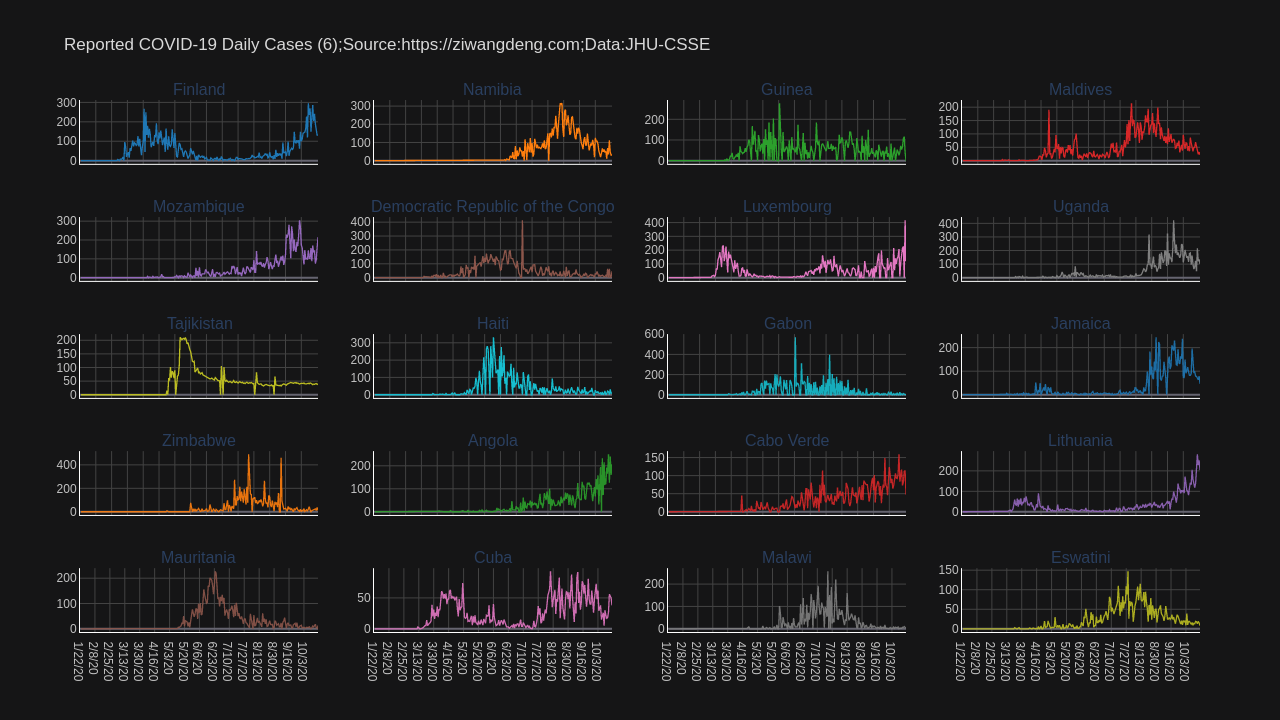 Reported COVID-19 Daily Cases (6);Source:https://ziwangdeng.com;Data:JHU-CSSE
Finland Namibia Guinea Maldives
300 200 100 0
300 200 100 0
200 100 0
200 150 100 50 0
Mozambique Democratic Republic of the Congo Luxembourg Uganda
300 200 100 0
400 300 200 100 0
400 300 200 100 0
400 300 200 100 0
Tajikistan Haiti Gabon Jamaica
200 150 100 50 0
300 200 100 0
600 400 200 0
200 100 0
Zimbabwe Angola Cabo Verde Lithuania
400 200 0
200 100 0
150 100 50 0
200 100 0
Mauritania Cuba Malawi Eswatini
200 100 0
50 0
200 100 0
150 100 50 0
1/22/20 2/8/20 2/25/20 3/13/20 3/30/20 4/16/20 5/3/20 5/20/20 6/6/20 6/23/20 7/10/20 7/27/20 8/13/20 8/30/20 9/16/20 10/3/20
1/22/20 2/8/20 2/25/20 3/13/20 3/30/20 4/16/20 5/3/20 5/20/20 6/6/20 6/23/20 7/10/20 7/27/20 8/13/20 8/30/20 9/16/20 10/3/20
1/22/20 2/8/20 2/25/20 3/13/20 3/30/20 4/16/20 5/3/20 5/20/20 6/6/20 6/23/20 7/10/20 7/27/20 8/13/20 8/30/20 9/16/20 10/3/20
1/22/20 2/8/20 2/25/20 3/13/20 3/30/20 4/16/20 5/3/20 5/20/20 6/6/20 6/23/20 7/10/20 7/27/20 8/13/20 8/30/20 9/16/20 10/3/20